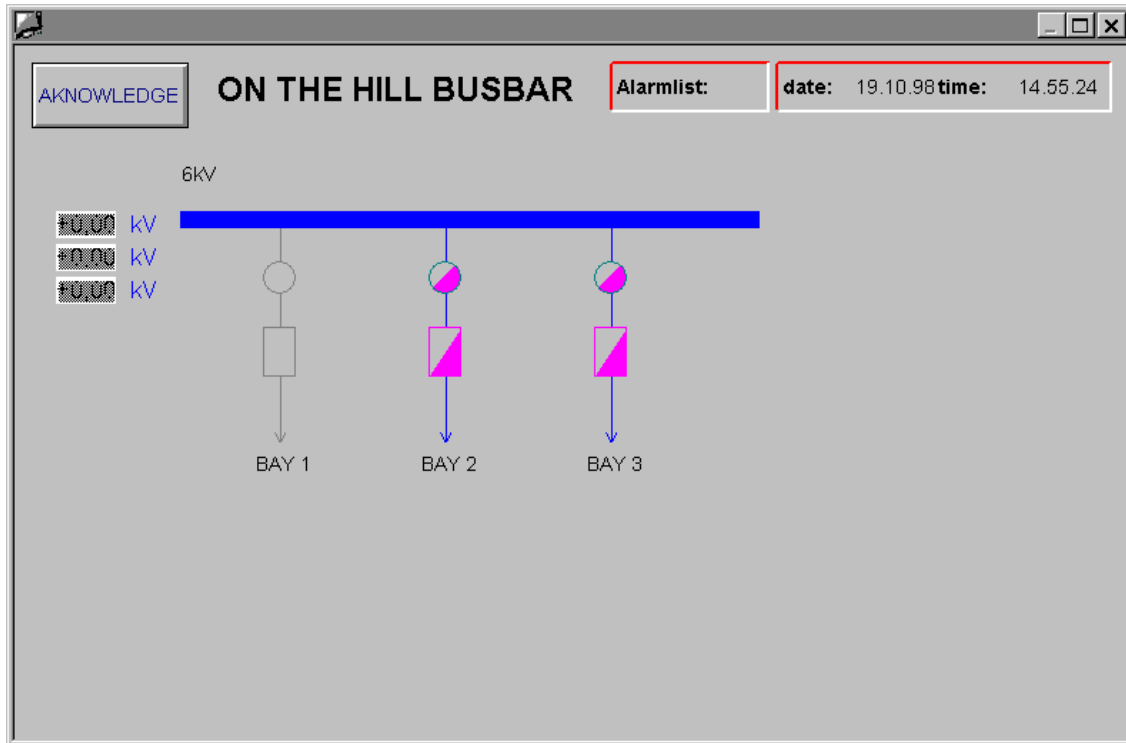 AKNOWLEDGE
ON THE HILL BUSBAR
Alarmlist:
date: 19.10.98 time: 14.55.24
6kV
+0,00 kV
+0,00 kV
+0,00 kV
BAY 1 BAY 2 BAY 3